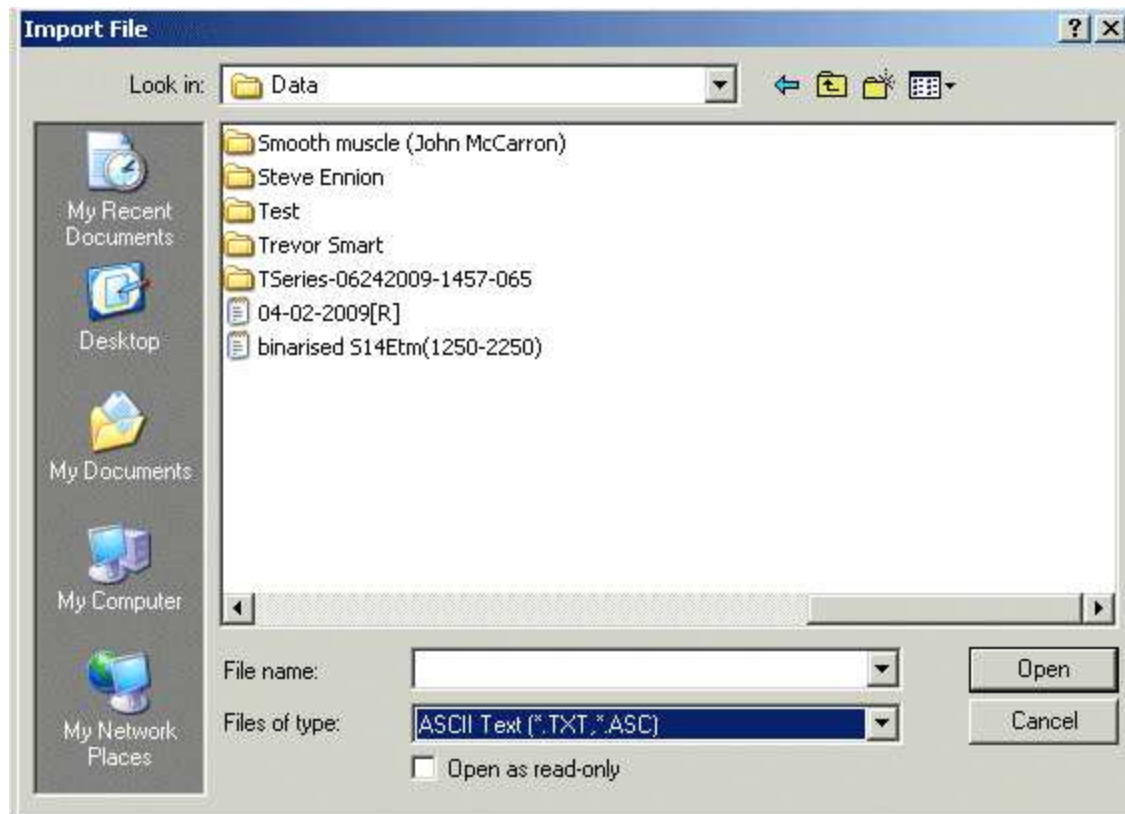 Import File
Look in:
Data
My Recent
Documents
Desktop
My Documents
My Computer
My Network
Places
Smooth muscle (John McCarron)
Steve Ennion
Test
Trevor Smart
TSeries-06242009-1457-065
04-02-2009[R]
binarised S14Etm(1250-2250)
File name:
Open
Files of type:
ASCII Text (*.TXT,*.ASC)
Cancel
Open as read-only